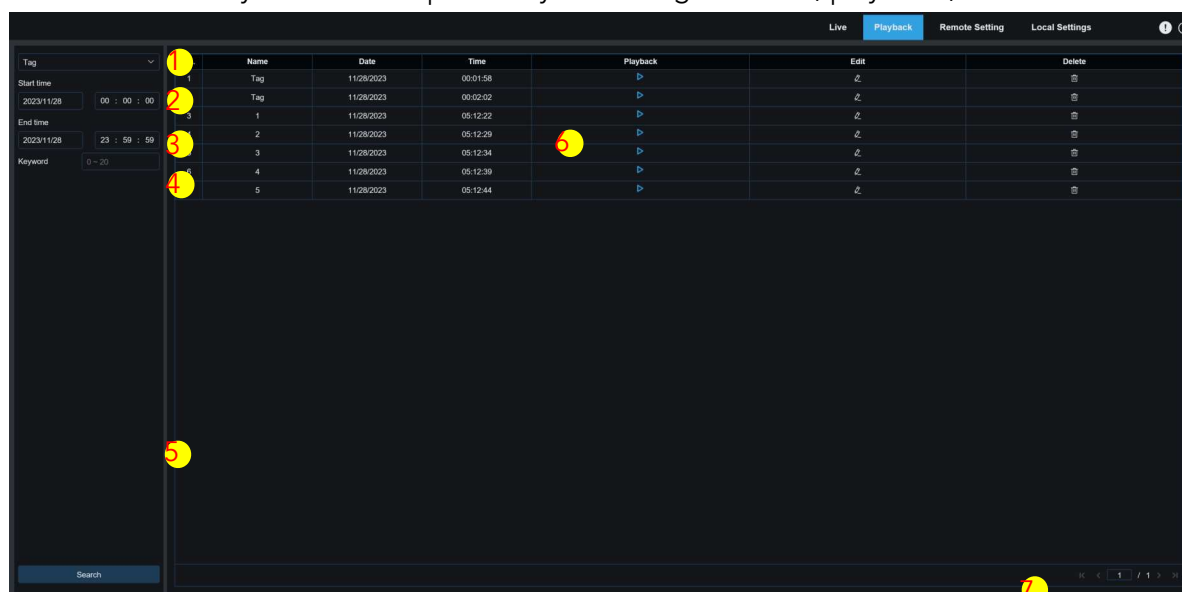 Live Playback Remote Setting Local Settings
Tag
1
Name Date Time Playback Edit Delete
1 Tag 11/28/2023 00:01:58
Start time
2023/11/28 00 : 00 : 00
2
Tag 11/28/2023 00:02:02
3 1 11/28/2023 05:12:22
End time
2023/11/28 23 : 59 : 59
3
2 11/28/2023 05:12:29
6
3 11/28/2023 05:12:34
Keyword 0 ~ 20
6 4 11/28/2023 05:12:39
4
5 11/28/2023 05:12:44
5
Search
1 / 1
7